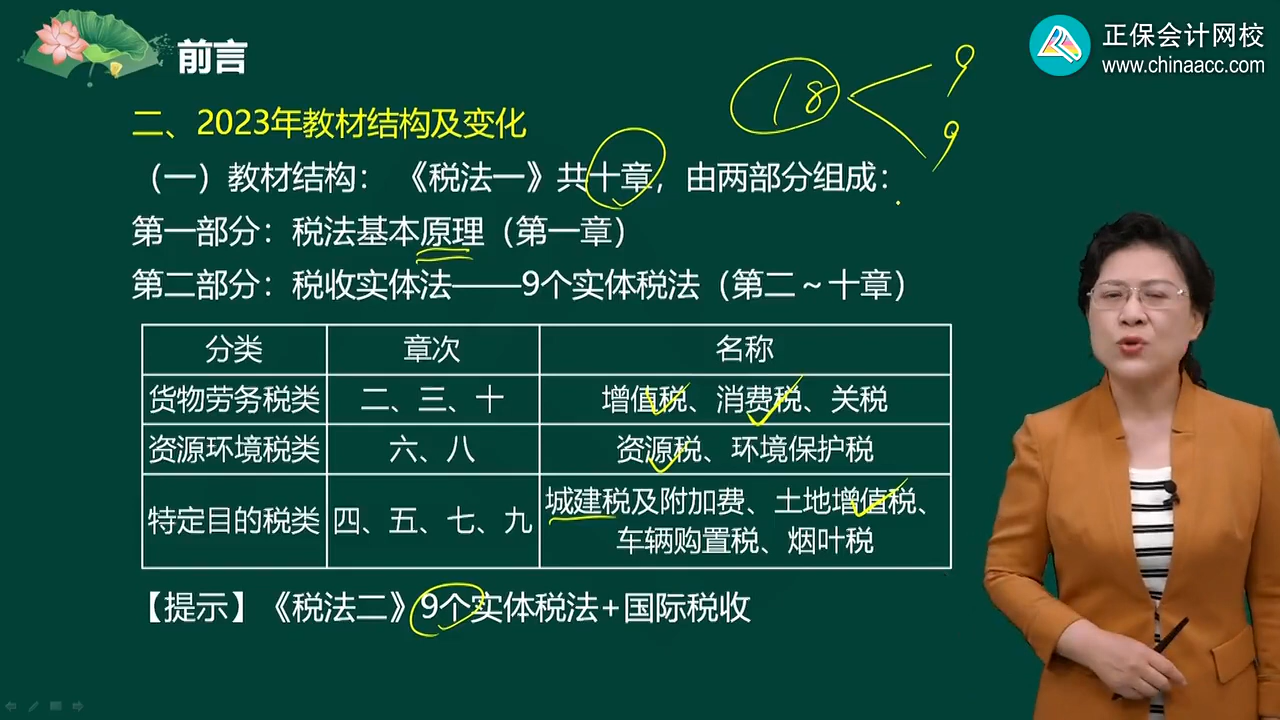 前言
正保会计网校
www.chinaacc.com
18
9
9
二、2023年教材结构及变化
（一）教材结构：《税法一》共十章，由两部分组成：
第一部分：税法基本原理（第一章）
第二部分：税收实体法——9个实体税法（第二～十章）
分类 章次 名称
货物劳务税类 二、三、十 增值税、消费税、关税
资源环境税类 六、八 资源税、环境保护税
特定目的税类 四、五、七、九 城建税及附加费、土地增值税、
车辆购置税、烟叶税
【提示】《税法二》9个实体税法+国际税收